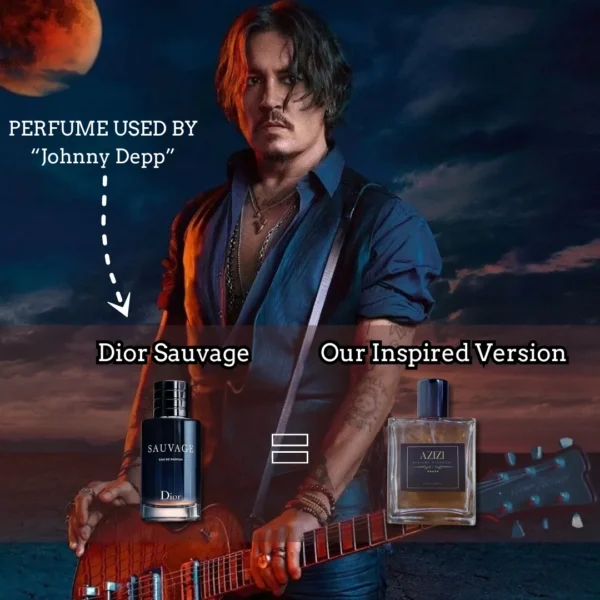 PERFUME USED BY
“Johnny Depp”
Dior Sauvage
Our Inspired Version
SAUVAGE
EAU DE PARFUM
Dior
AZIZI